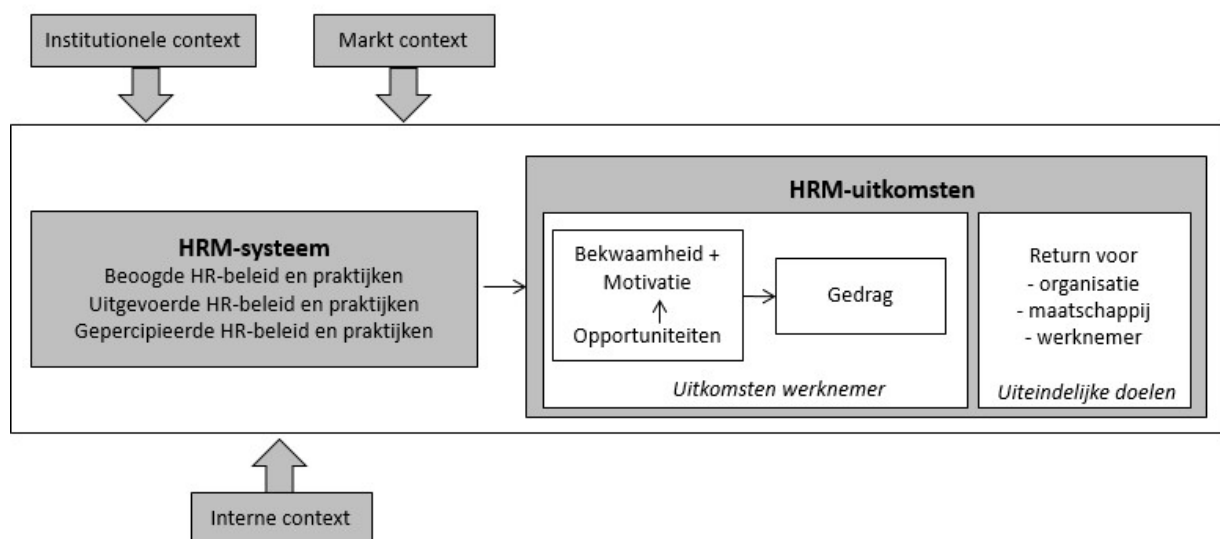 Institutionele context
Markt context
HRM-systeem
Beoogde HR-beleid en praktijken
Uitgevoerde HR-beleid en praktijken
Gepercipieerde HR-beleid en praktijken
HRM-uitkomsten
Bekwaamheid +
Motivatie
Opportuniteiten
Gedrag
Uitkomsten werknemer
Return voor
- organisatie
- maatschappij
- werknemer
Uiteindelijke doelen
Interne context